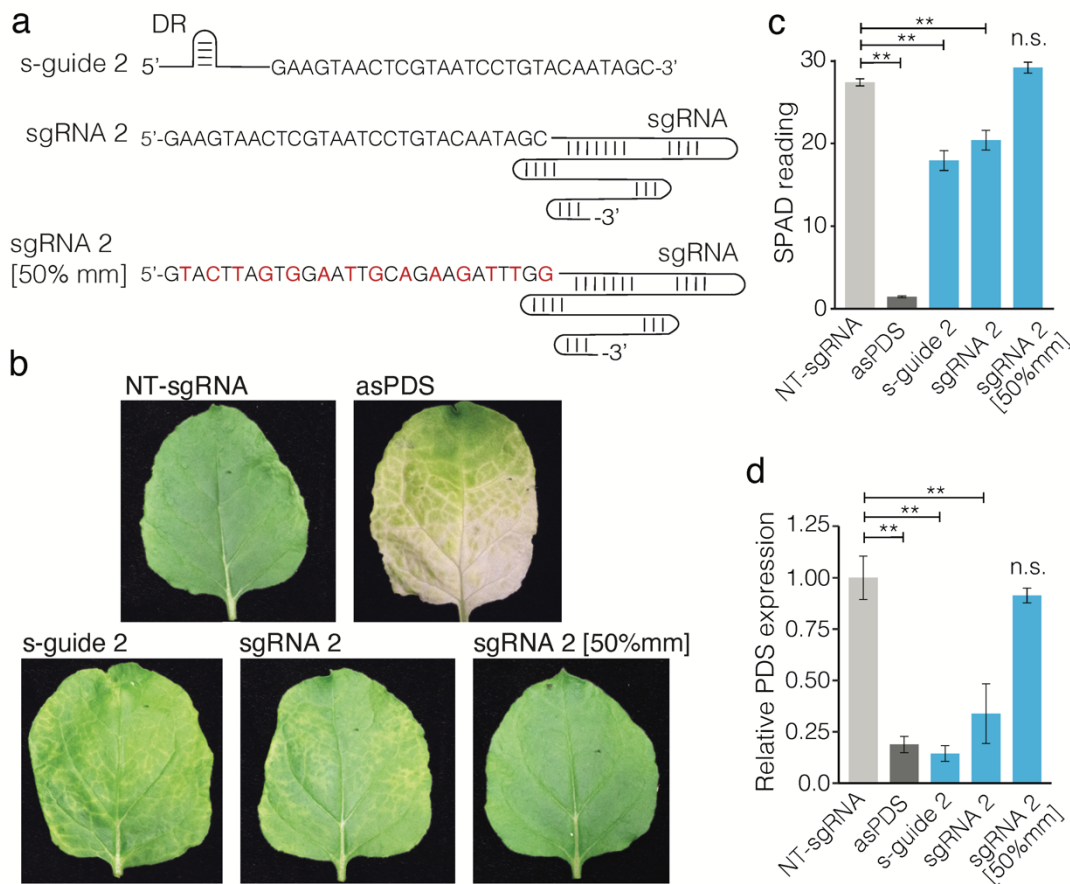 a
DR
s-guide 2 5’ GAAGTAACTCGTAATCCTGTACAATAGC-3’
sgRNA
sgRNA 2 5’-GAAGTAACTCGTAATCCTGTACAATAGC
-3’
sgRNA 2
[50% mm] 5’-GTACTTAGTGGAATTGCAGAAGATTTGG
sgRNA
-3’
b
NT-sgRNA asPDS
s-guide 2 sgRNA 2 sgRNA 2 [50%mm]
c
**
**
**
n.s.
SPAD reading
30
20
10
0
NT-sgRNA
asPDS
s-guide 2
sgRNA 2
sgRNA 2
[50%mm]
d
**
**
**
n.s.
Relative PDS expression
1.25
1.00
0.75
0.50
0.25
0.0
NT-sgRNA
asPDS
s-guide 2
sgRNA 2
sgRNA 2
[50%mm]